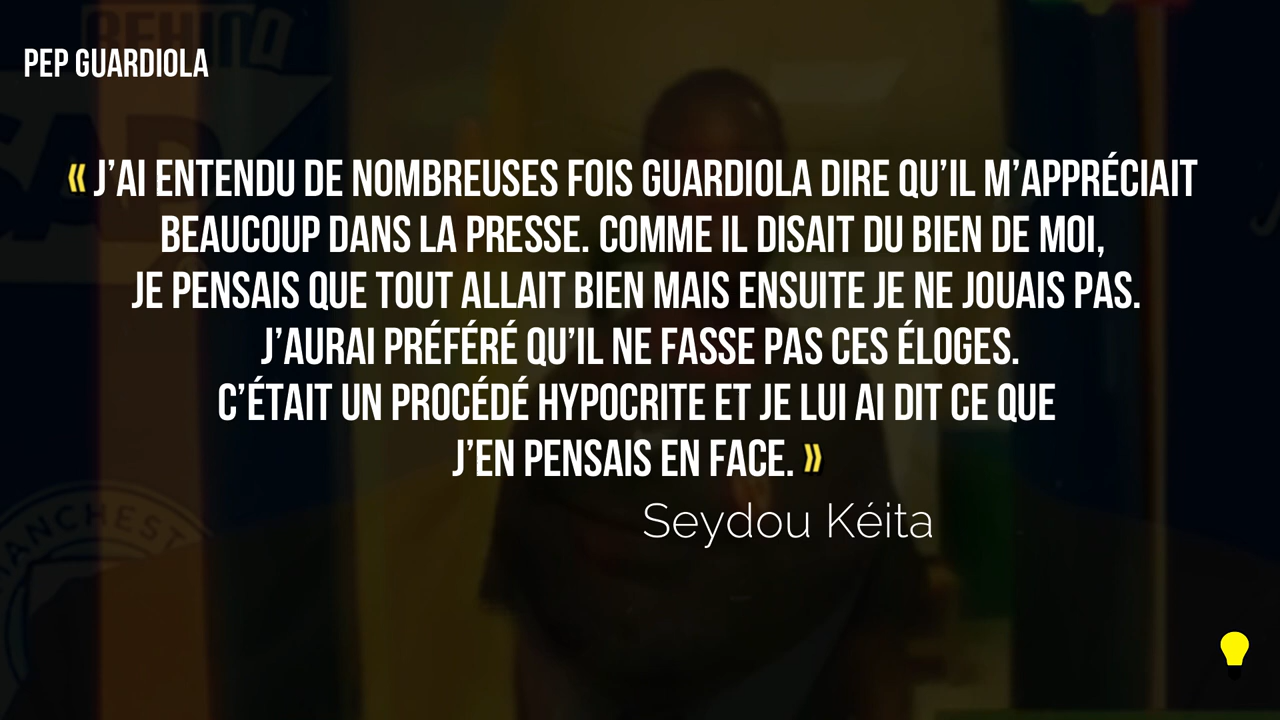 PEP GUARDIOLA
« J'AI ENTENDU DE NOMBREUSES FOIS GUARDIOLA DIRE QU'IL M'APPRÉCIAIT
BEAUCOUP DANS LA PRESSE. COMME IL DISAIT DU BIEN DE MOI,
JE PENSAIS QUE TOUT ALLAIT BIEN MAIS ENSUITE JE NE JOUAIS PAS.
J'AURAI PRÉFÉRÉ QU'IL NE FASSE PAS CES ÉLOGES.
C'ÉTAIT UN PROCÉDÉ HYPOCRITE ET JE LUI AI DIT CE QUE
J'EN PENSAIS EN FACE. »
Seydou Kéita